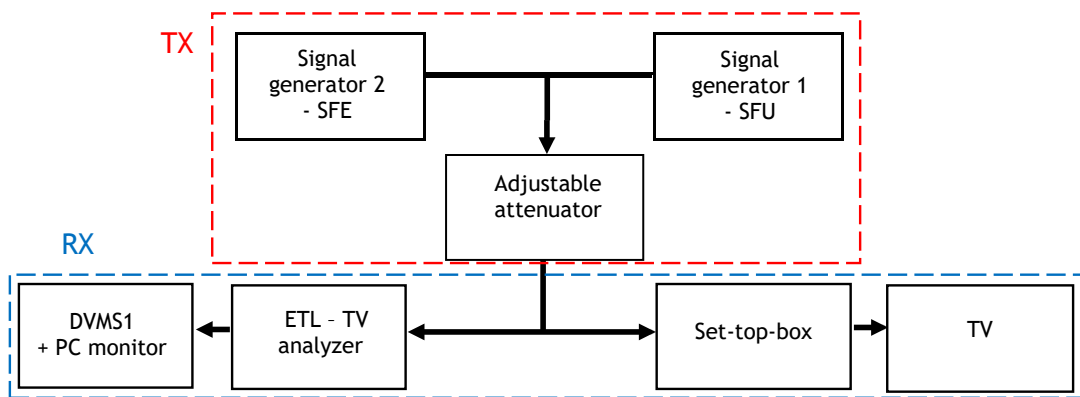 TX
Signal
generator 2
- SFE
Signal
generator 1
- SFU
Adjustable
attenuator
RX
DVMS1
+ PC monitor
ETL – TV
analyzer
Set-top-box
TV